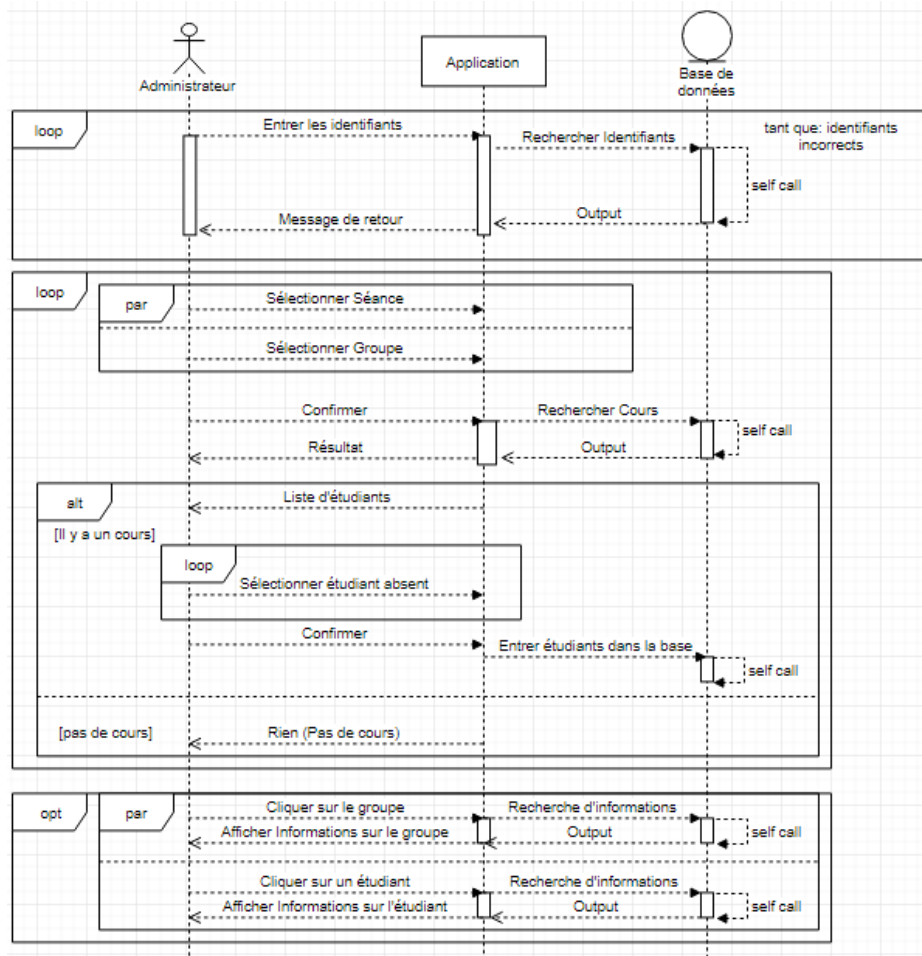 Administrateur
Application
Base de
données
loop
Entrer les identifiants
Rechercher Identifiants
tant que: identifiants
incorrects
self call
Output
Message de retour
loop
par
Sélectionner Séance
Sélectionner Groupe
Confirmer
Rechercher Cours
self call
Résultat
Output
alt
Liste d'étudiants
[Il y a un cours]
loop
Sélectionner étudiant absent
Confirmer
Entrer étudiants dans la base
self call
[pas de cours]
Rien (Pas de cours)
opt
par
Cliquer sur le groupe
Recherche d'informations
Afficher Informations sur le groupe
Output
self call
Cliquer sur un étudiant
Recherche d'informations
Afficher Informations sur l'étudiant
Output
self call